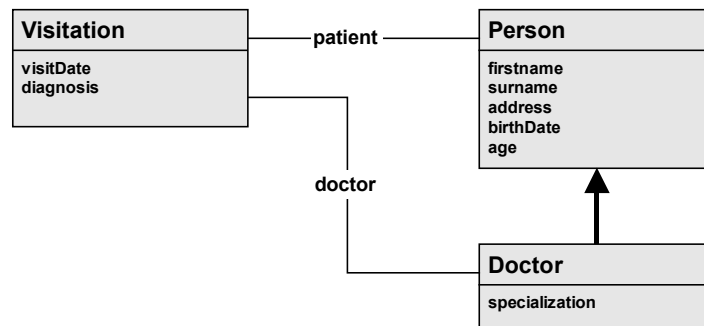 Visitation
visitDate
diagnosis
patient
Person
firstname
surname
address
birthDate
age
doctor
Doctor
specialization